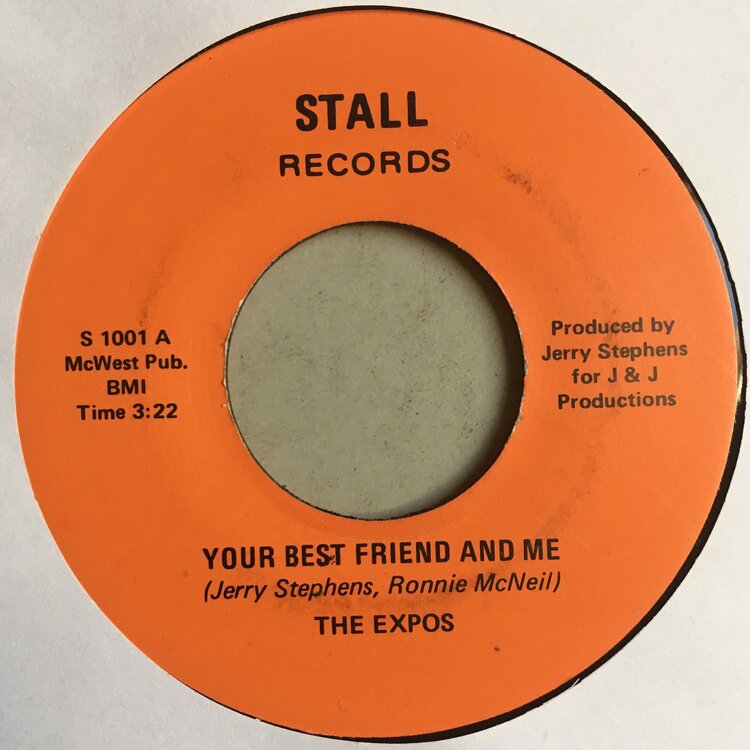 STALL
RECORDS
S 1001 A
McWest Pub.
BMI
Time 3:22
Produced by
Jerry Stephens
for J & J
Productions
YOUR BEST FRIEND AND ME
(Jerry Stephens, Ronnie McNeil)
THE EXPOS